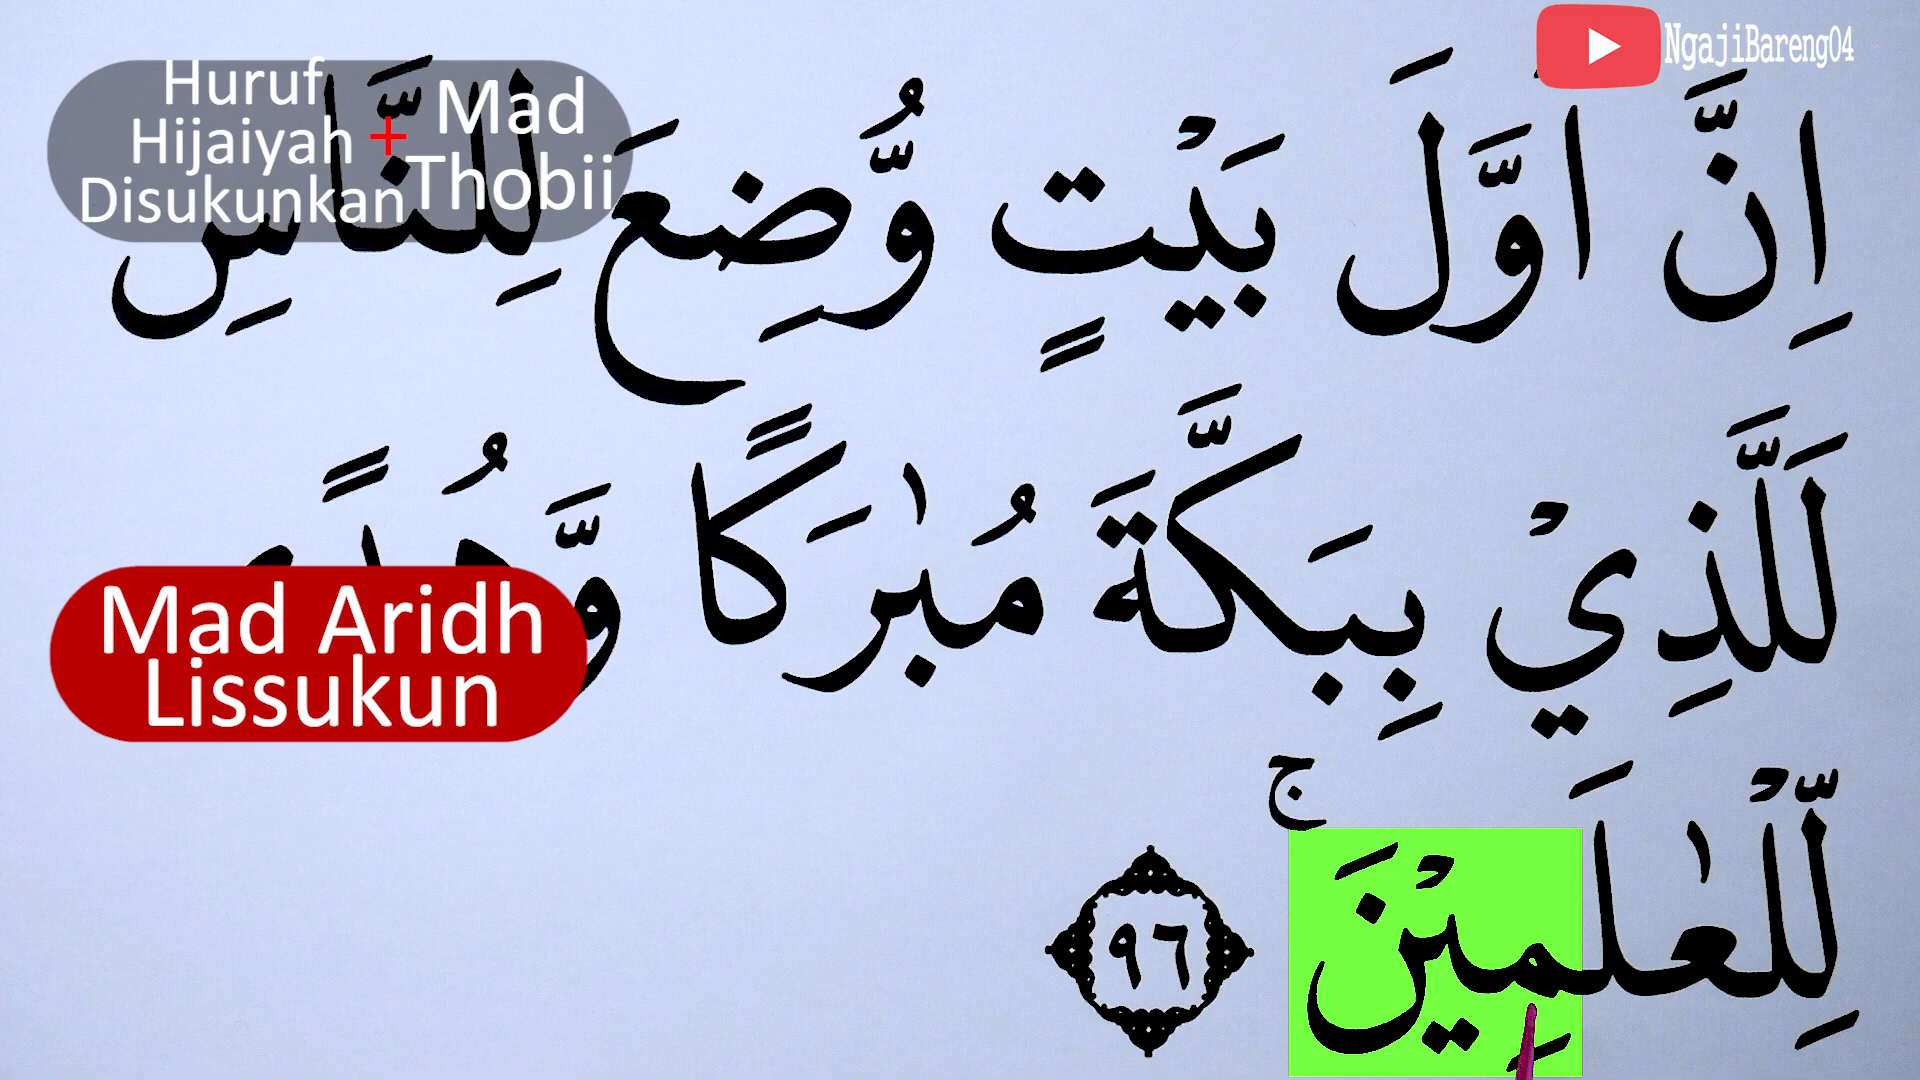 NgajiBareng04
Huruf
Hijaiyah + Mad
Disukunkan Thobii
اِنَّ اَوَّلَ بَيْتٍ وُّضِعَ لِلنَّاسِ
لَلَّذِيْ بِبَكَّةَ مُبٰرَكًا وَّهُدًى
Mad Aridh
Lissukun
لِّلْعٰلَمِيْنَ ۚ ٩٦